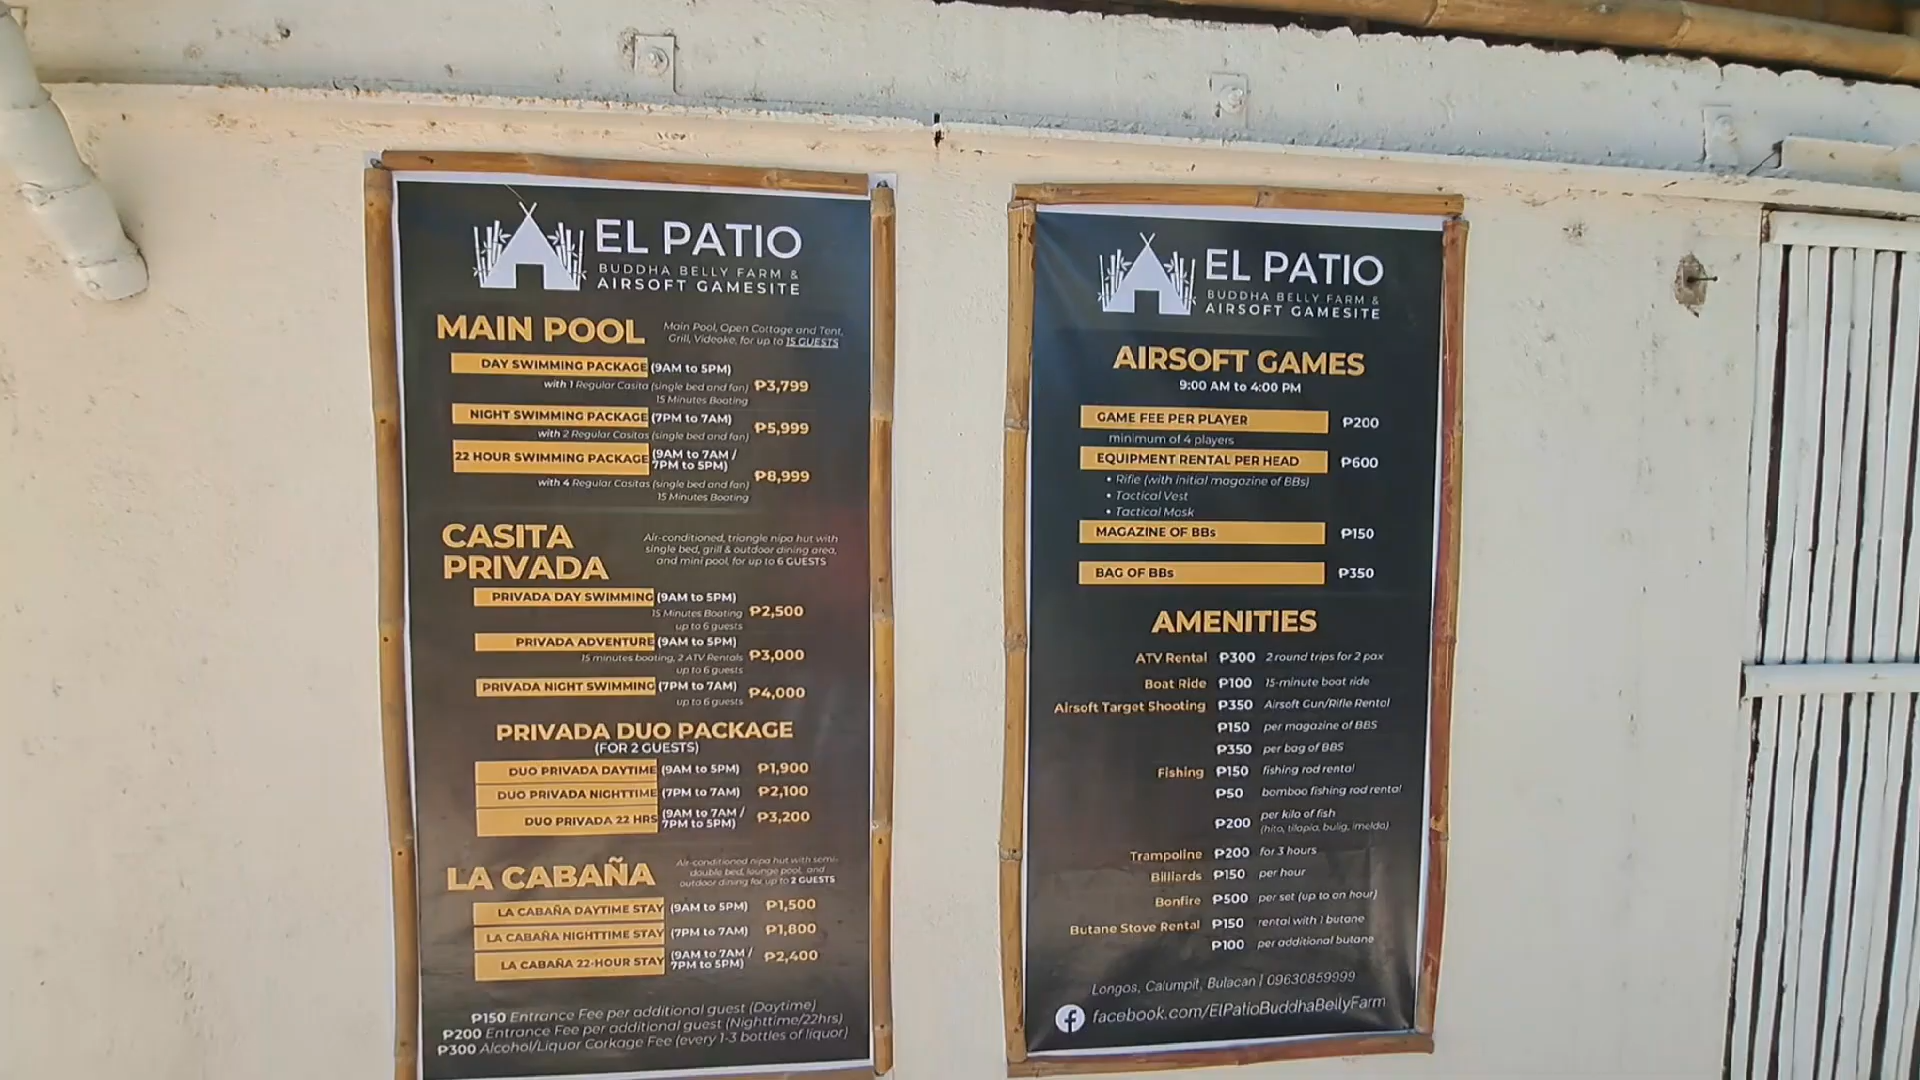 EL PATIO
BUDDHA BELLY FARM &
AIRSOFT GAMESITE
MAIN POOL
Main Pool, Open Cottage and Tent,
Grill, Videoke, for up to 15 GUESTS
DAY SWIMMING PACKAGE (9AM to 5PM)
with 1 Regular Casita (single bed and fan) ₱3,799
15 Minutes Boating
NIGHT SWIMMING PACKAGE (7PM to 7AM)
with 2 Regular Casitas (single bed and fan) ₱5,999
22 HOUR SWIMMING PACKAGE (9AM to 7AM /
7PM to 5PM)
₱8,999
with 4 Regular Casitas (single bed and fan)
15 Minutes Boating
CASITA
PRIVADA
Air-conditioned, triangle nipa hut with
single bed, grill & outdoor dining area,
and mini pool, for up to 6 GUESTS
PRIVADA DAY SWIMMING (9AM to 5PM)
15 Minutes Boating ₱2,500
up to 6 guests
PRIVADA ADVENTURE (9AM to 5PM)
15 minutes boating, 2 ATV Rentals ₱3,000
up to 6 guests
PRIVADA NIGHT SWIMMING (7PM to 7AM) ₱4,000
up to 6 guests
PRIVADA DUO PACKAGE
(FOR 2 GUESTS)
DUO PRIVADA DAYTIME (9AM to 5PM) ₱1,900
DUO PRIVADA NIGHTTIME (7PM to 7AM) ₱2,100
DUO PRIVADA 22 HRS (9AM to 7AM /
7PM to 5PM) ₱3,200
LA CABAÑA
Air-conditioned nipa hut with semi-
double bed, lounge pool, and
outdoor dining for up to 2 GUESTS
LA CABAÑA DAYTIME STAY (9AM to 5PM) ₱1,500
LA CABAÑA NIGHTTIME STAY (7PM to 7AM) ₱1,800
LA CABAÑA 22-HOUR STAY (9AM to 7AM /
7PM to 5PM) ₱2,400
₱150 Entrance Fee per additional guest (Daytime)
₱200 Entrance Fee per additional guest (Nighttime/22hrs)
₱300 Alcohol/Liquor Corkage Fee (every 1-3 bottles of liquor)
EL PATIO
BUDDHA BELLY FARM &
AIRSOFT GAMESITE
AIRSOFT GAMES
9:00 AM to 4:00 PM
GAME FEE PER PLAYER ₱200
minimum of 4 players
EQUIPMENT RENTAL PER HEAD ₱600
• Rifle (with initial magazine of BBs)
• Tactical Vest
• Tactical Mask
MAGAZINE OF BBs ₱150
BAG OF BBs ₱350
AMENITIES
ATV Rental ₱300 2 round trips for 2 pax
Boat Ride ₱100 15-minute boat ride
Airsoft Target Shooting ₱350 Airsoft Gun/Rifle Rental
₱150 per magazine of BBS
₱350 per bag of BBS
Fishing ₱150 fishing rod rental
₱50 bomboo fishing rod rental
₱200 per kilo of fish
(hito, tilapia, bulig, imelda)
Trampoline ₱200 for 3 hours
Billiards ₱150 per hour
Bonfire ₱500 per set (up to an hour)
Butane Stove Rental ₱150 rental with 1 butane
₱100 per additional butane
Longos, Calumpit, Bulacan | 09630859999
facebook.com/ElPatioBuddhaBellyFarm